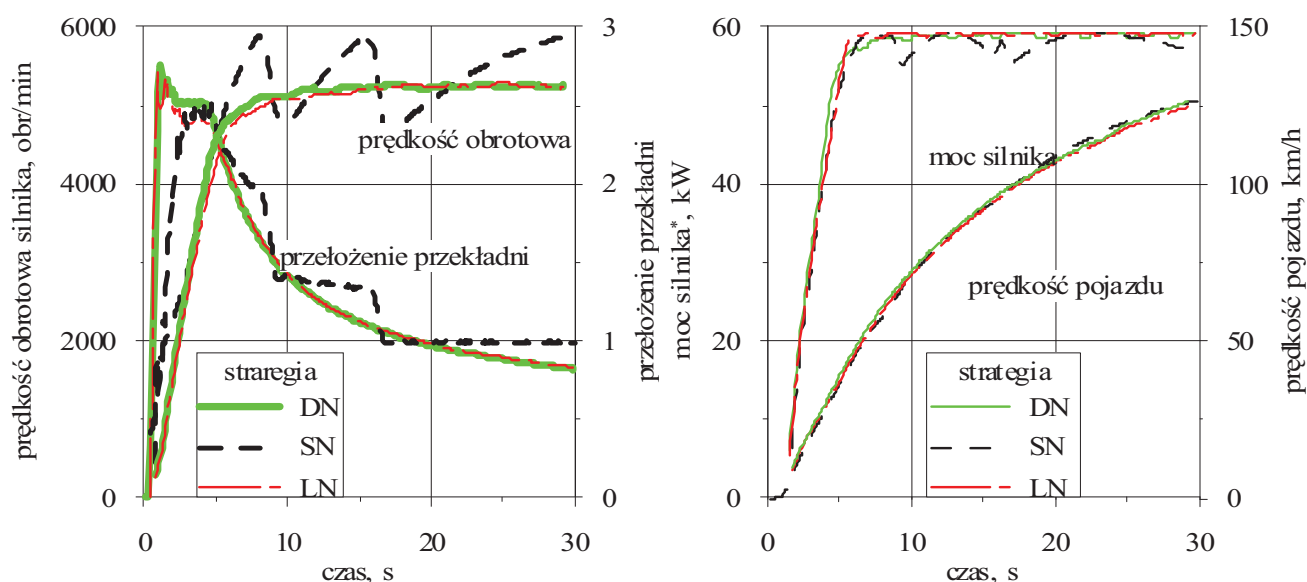 prędkość obrotowa silnika, obr/min
6000
4000
2000
0
0
10
20
30
czas, s
3
2
1
0
przełożenie przekładni
prędkość obrotowa
przełożenie przekładni
straregia
DN
SN
LN
moc silnika*, kW
60
40
20
0
0
10
20
30
czas, s
150
100
50
0
prędkość pojazdu, km/h
moc silnika
prędkość pojazdu
strategia
DN
SN
LN